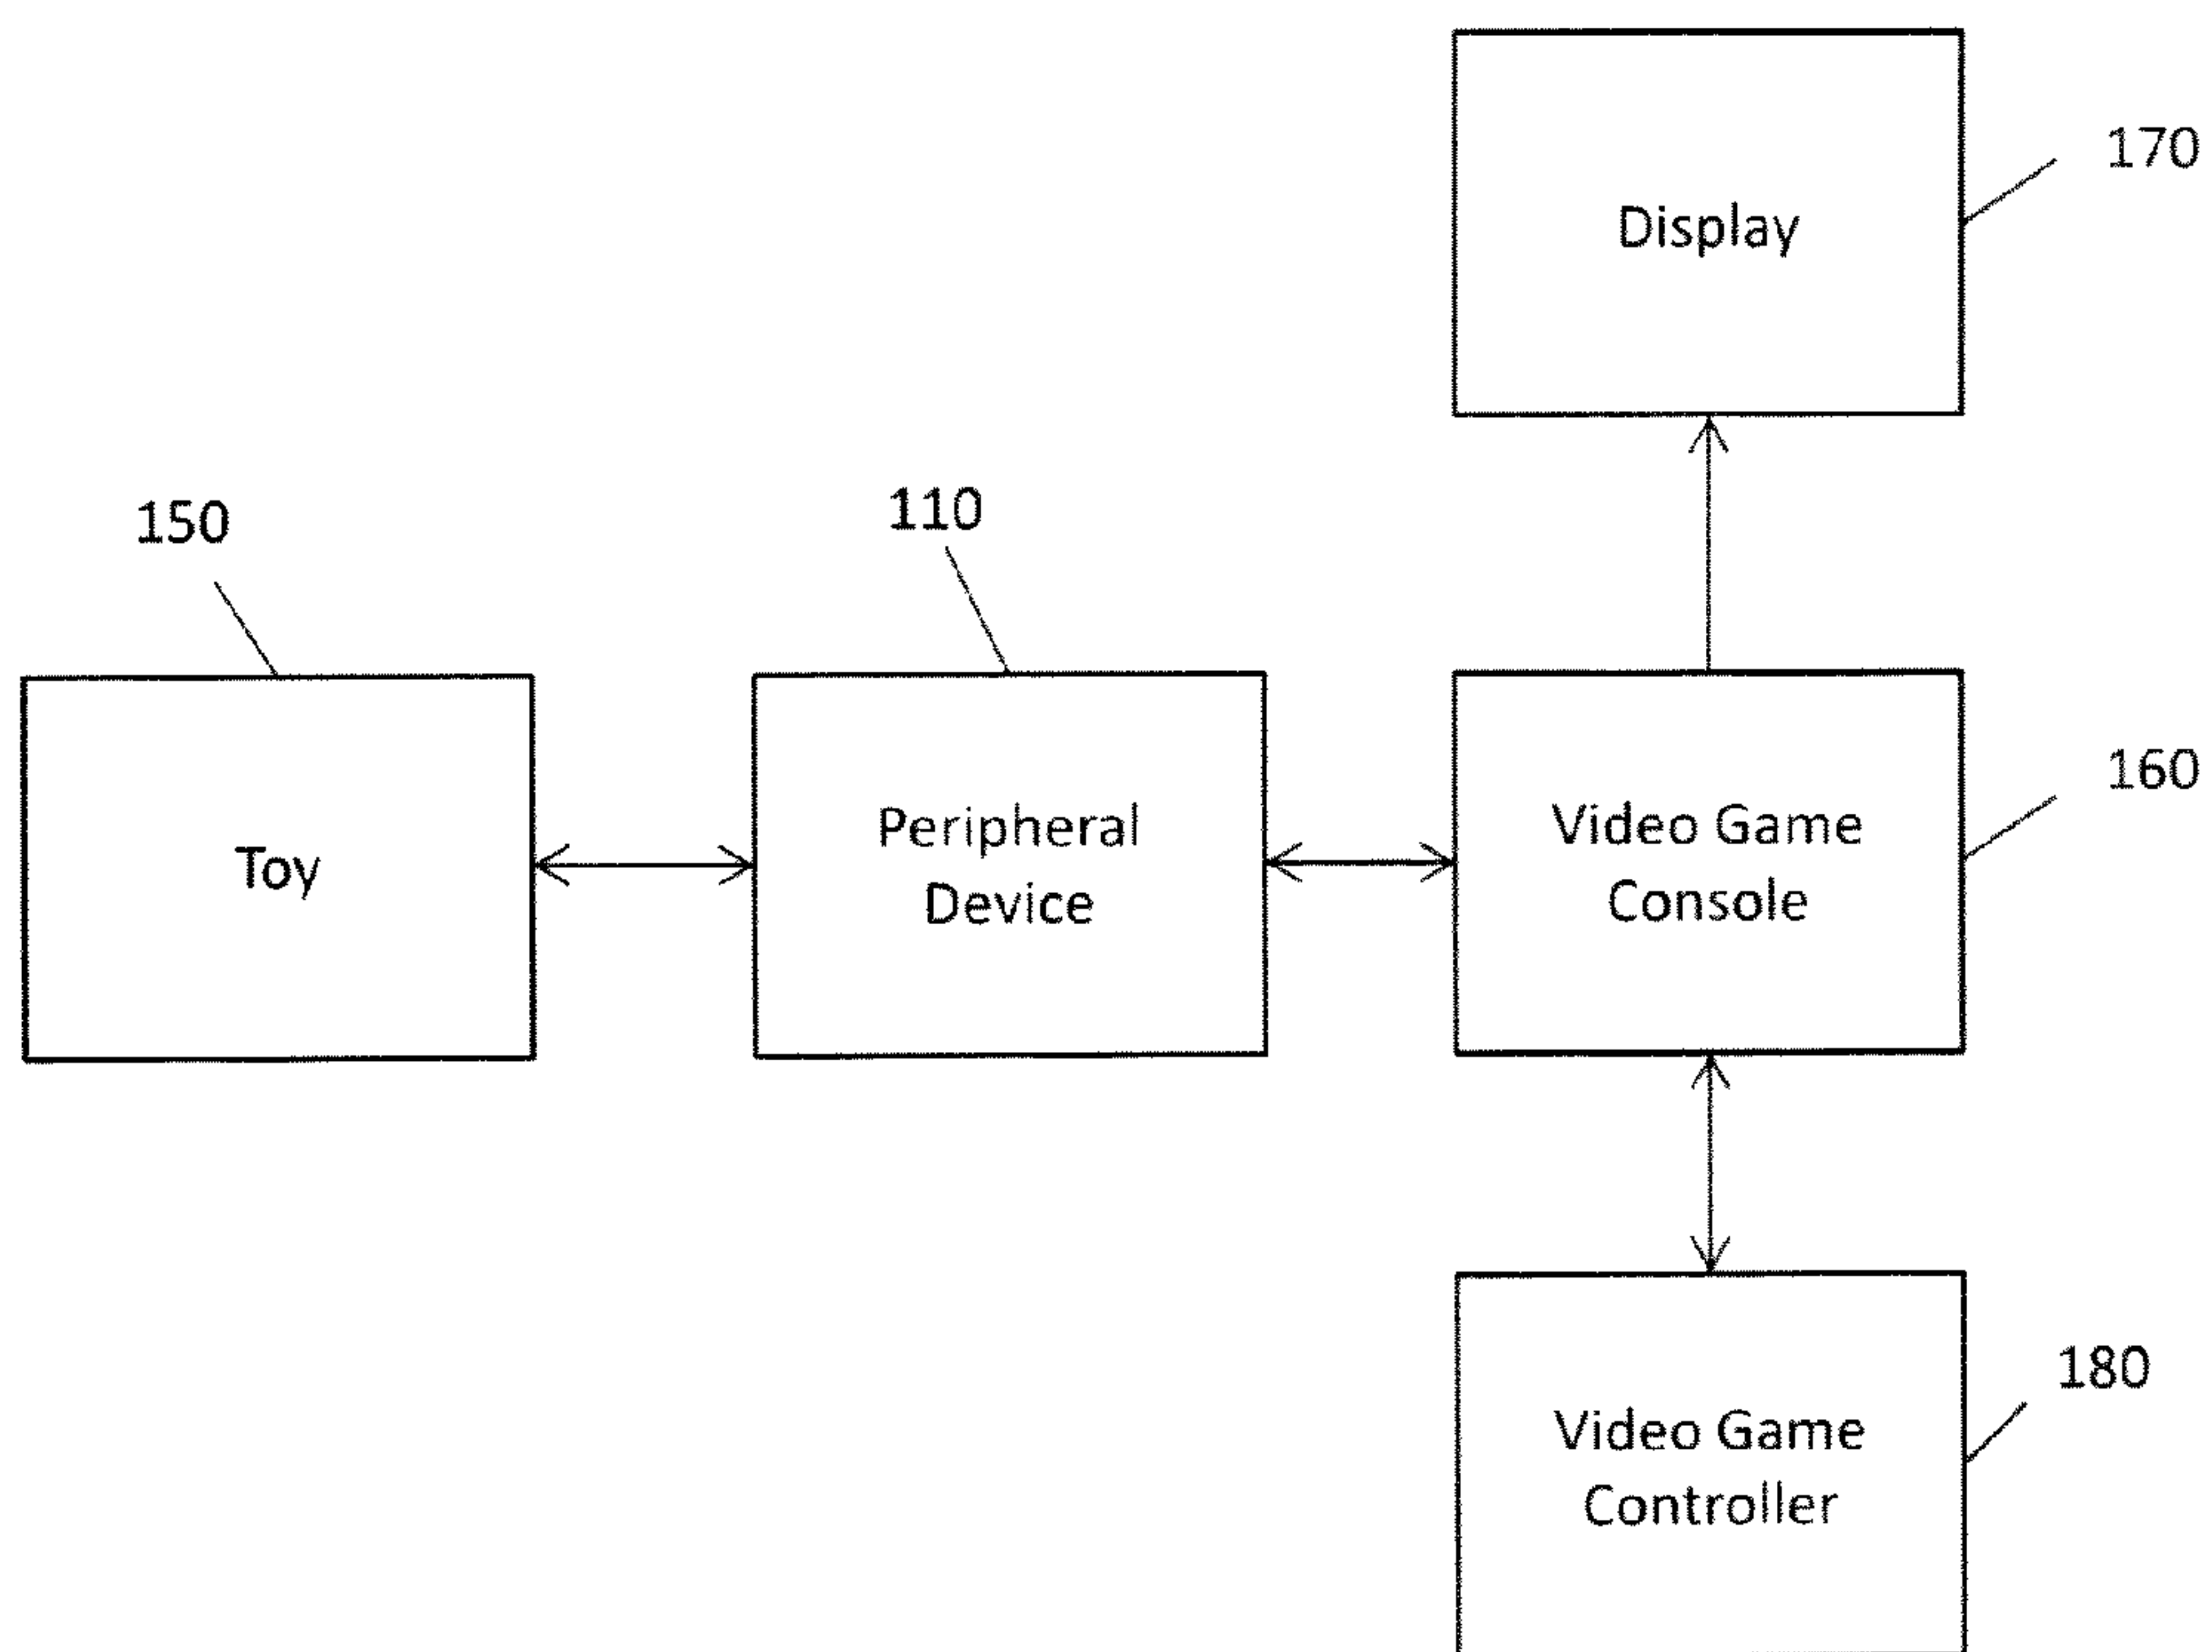 170
Display
150
110
160
Toy
Peripheral
Device
Video Game
Console
180
Video Game
Controller